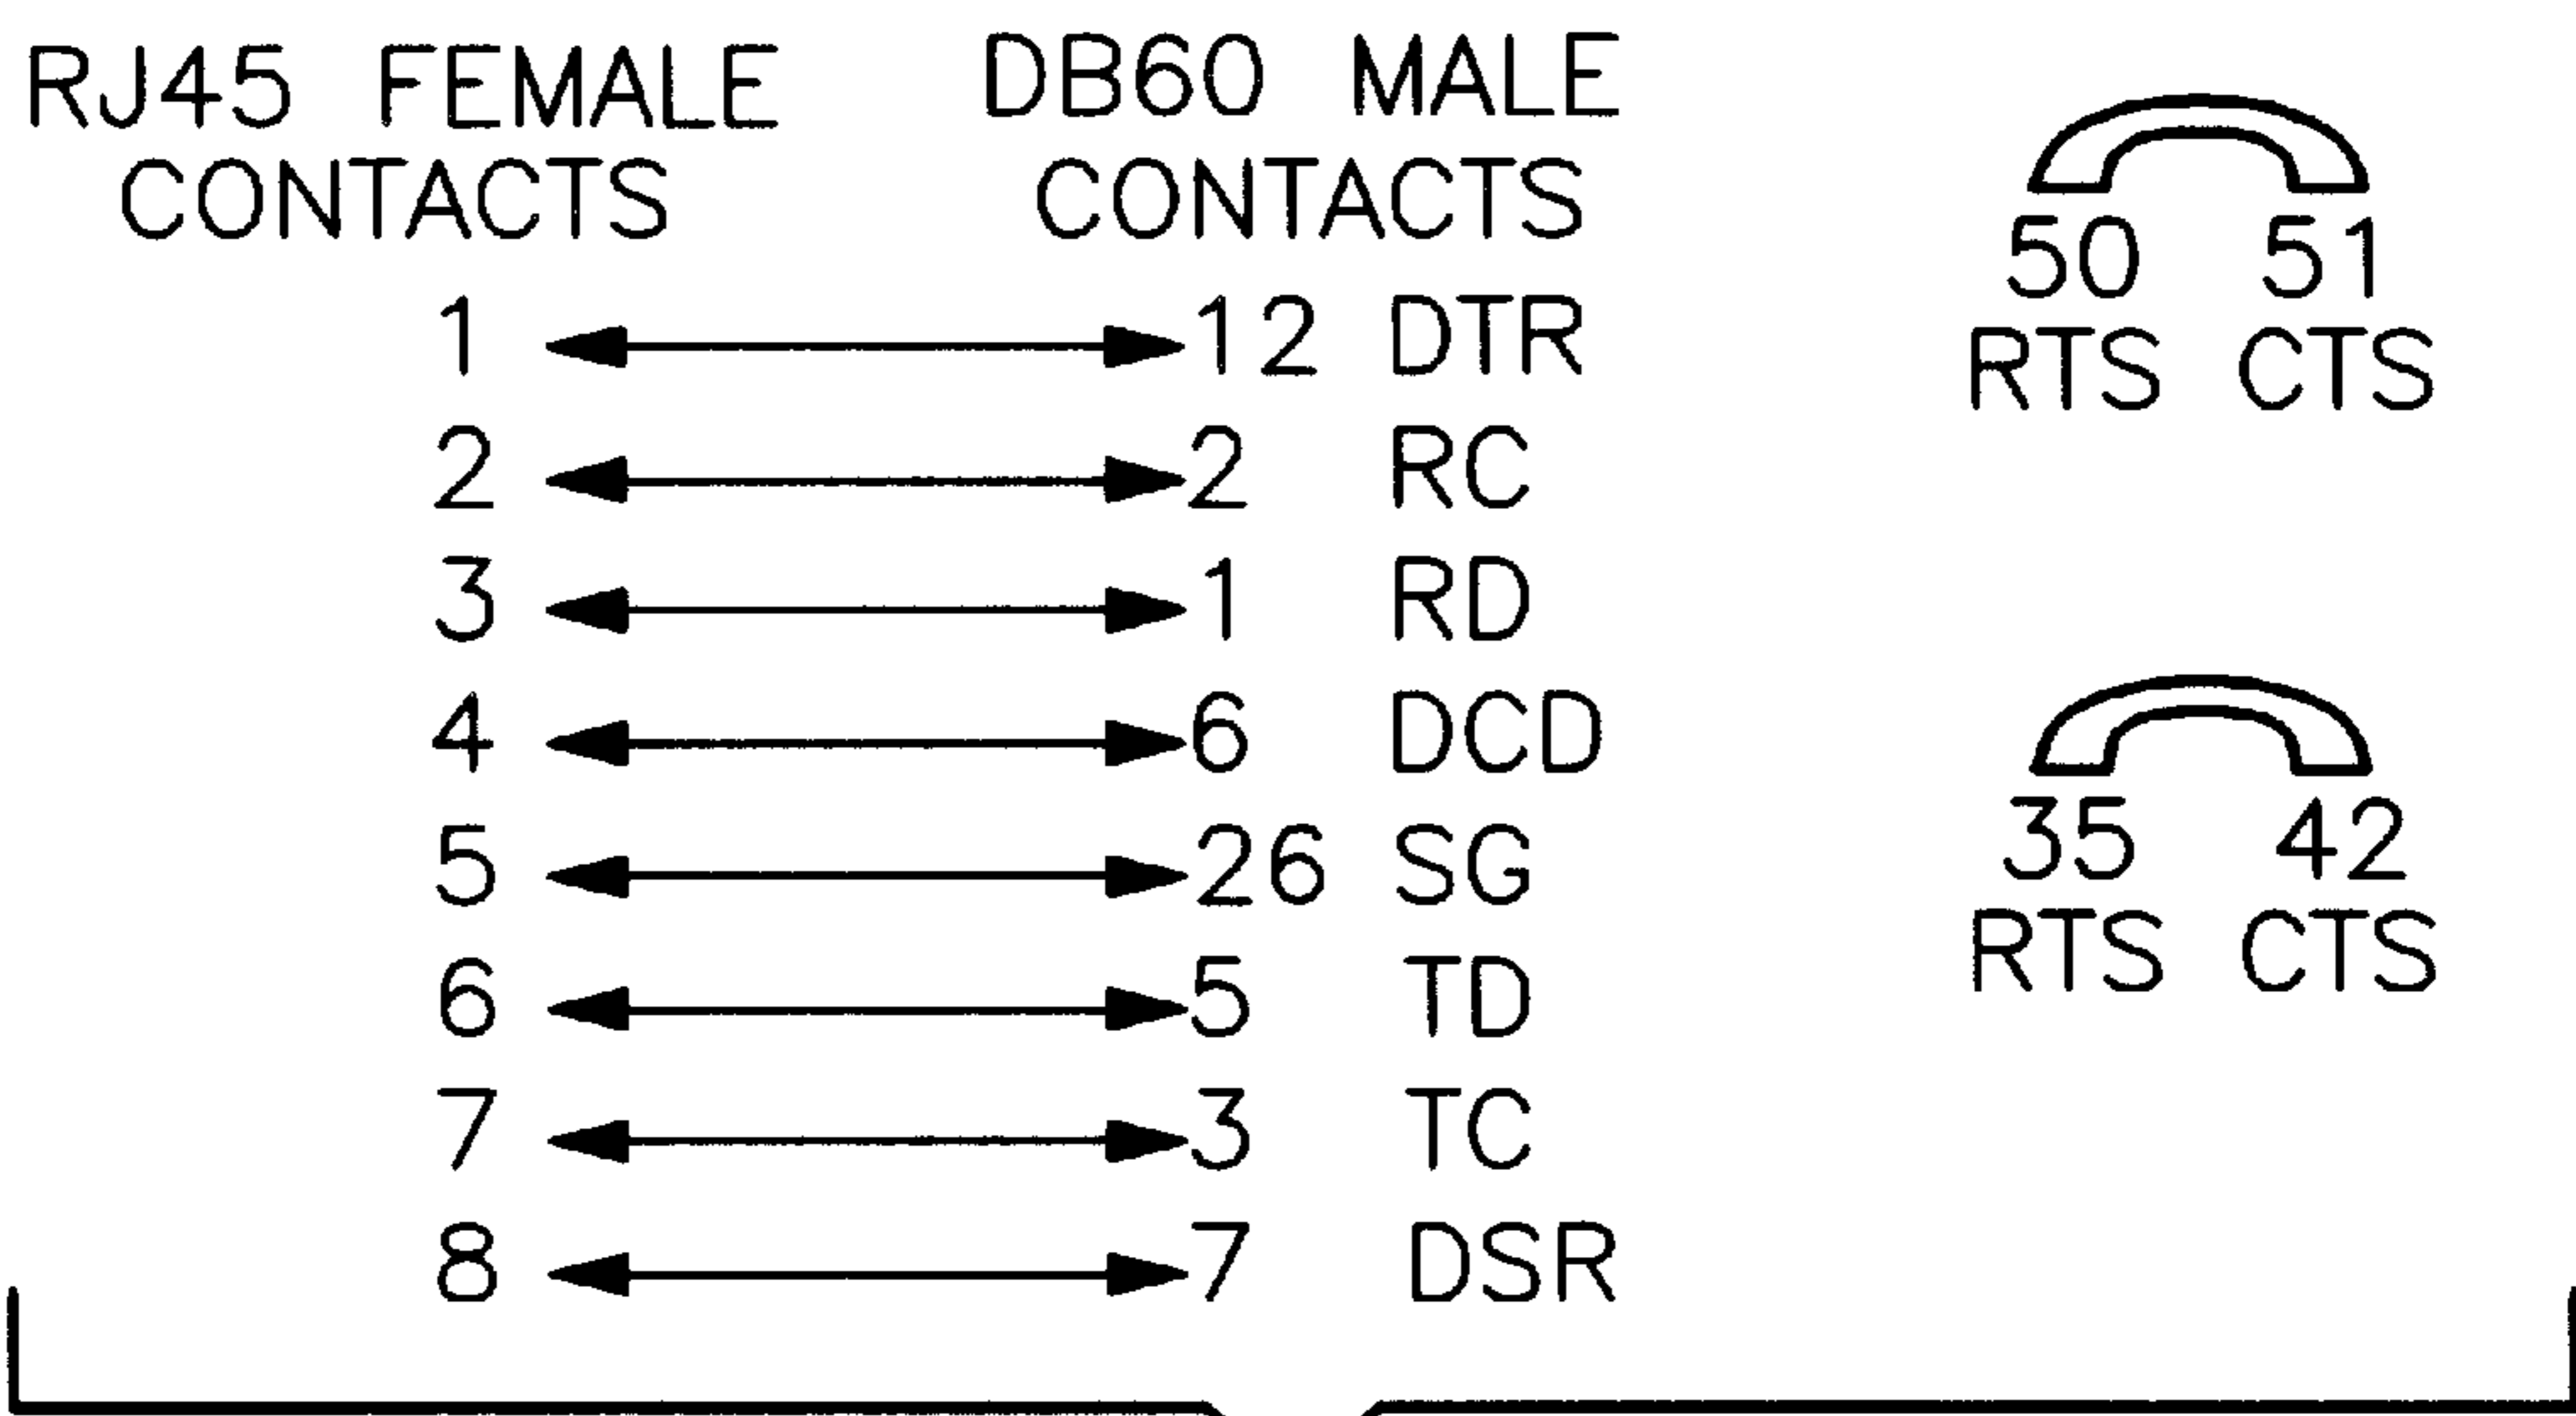 RJ45 FEMALE
CONTACTS
DB60 MALE
CONTACTS
1 12 DTR
2 2 RC
3 1 RD
4 6 DCD
5 26 SG
6 5 TD
7 3 TC
8 7 DSR
50 51
RTS CTS
35 42
RTS CTS